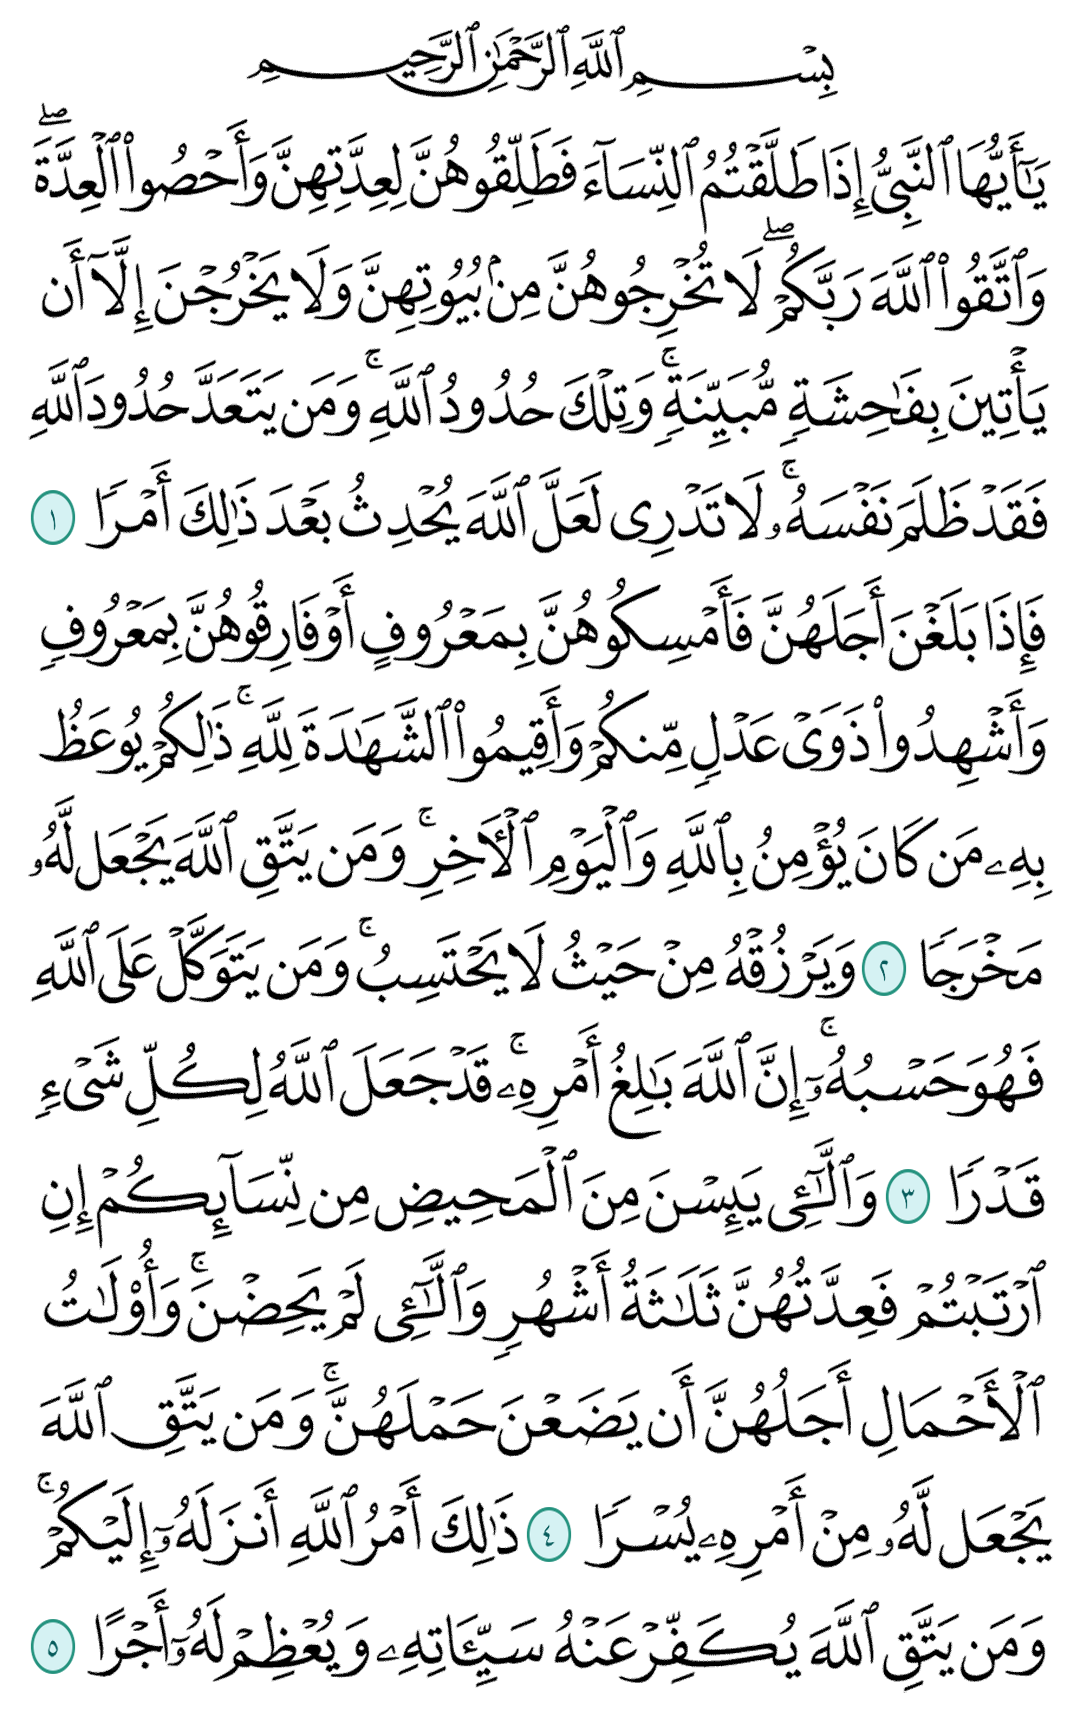 بِسۡمِ ٱللَّهِ ٱلرَّحۡمَٰنِ ٱلرَّحِيمِ
يَٰٓأَيُّهَا ٱلنَّبِيُّ إِذَا طَلَّقۡتُمُ ٱلنِّسَآءَ فَطَلِّقُوهُنَّ لِعِدَّتِهِنَّ وَأَحۡصُواْ ٱلۡعِدَّةَۖ
وَٱتَّقُواْ ٱللَّهَ رَبَّكُمۡۖ لَا تُخۡرِجُوهُنَّ مِنۢ بُيُوتِهِنَّ وَلَا يَخۡرُجۡنَ إِلَّآ أَن
يَأۡتِينَ بِفَٰحِشَةٖ مُّبَيِّنَةٖۚ وَتِلۡكَ حُدُودُ ٱللَّهِۚ وَمَن يَتَعَدَّ حُدُودَ ٱللَّهِ
فَقَدۡ ظَلَمَ نَفۡسَهُۥۚ لَا تَدۡرِي لَعَلَّ ٱللَّهَ يُحۡدِثُ بَعۡدَ ذَٰلِكَ أَمۡرٗا ١
فَإِذَا بَلَغۡنَ أَجَلَهُنَّ فَأَمۡسِكُوهُنَّ بِمَعۡرُوفٍ أَوۡ فَارِقُوهُنَّ بِمَعۡرُوفٖ
وَأَشۡهِدُواْ ذَوَيۡ عَدۡلٖ مِّنكُمۡ وَأَقِيمُواْ ٱلشَّهَٰدَةَ لِلَّهِۚ ذَٰلِكُمۡ يُوعَظُ
بِهِۦ مَن كَانَ يُؤۡمِنُ بِٱللَّهِ وَٱلۡيَوۡمِ ٱلۡأٓخِرِۚ وَمَن يَتَّقِ ٱللَّهَ يَجۡعَل لَّهُۥ
مَخۡرَجٗا ٢ وَيَرۡزُقۡهُ مِنۡ حَيۡثُ لَا يَحۡتَسِبُۚ وَمَن يَتَوَكَّلۡ عَلَى ٱللَّهِ
فَهُوَ حَسۡبُهُۥٓۚ إِنَّ ٱللَّهَ بَٰلِغُ أَمۡرِهِۦۚ قَدۡ جَعَلَ ٱللَّهُ لِكُلِّ شَيۡءٖ
قَدۡرٗا ٣ وَٱلَّٰٓـِٔي يَئِسۡنَ مِنَ ٱلۡمَحِيضِ مِن نِّسَآئِكُمۡ إِنِ
ٱرۡتَبۡتُمۡ فَعِدَّتُهُنَّ ثَلَٰثَةُ أَشۡهُرٖ وَٱلَّٰٓـِٔي لَمۡ يَحِضۡنَۚ وَأُوْلَٰتُ
ٱلۡأَحۡمَالِ أَجَلُهُنَّ أَن يَضَعۡنَ حَمۡلَهُنَّۚ وَمَن يَتَّقِ ٱللَّهَ
يَجۡعَل لَّهُۥ مِنۡ أَمۡرِهِۦ يُسۡرٗا ٤ ذَٰلِكَ أَمۡرُ ٱللَّهِ أَنزَلَهُۥٓ إِلَيۡكُمۡۚ
وَمَن يَتَّقِ ٱللَّهَ يُكَفِّرۡ عَنۡهُ سَيِّـَٔاتِهِۦ وَيُعۡظِمۡ لَهُۥٓ أَجۡرًا ٥